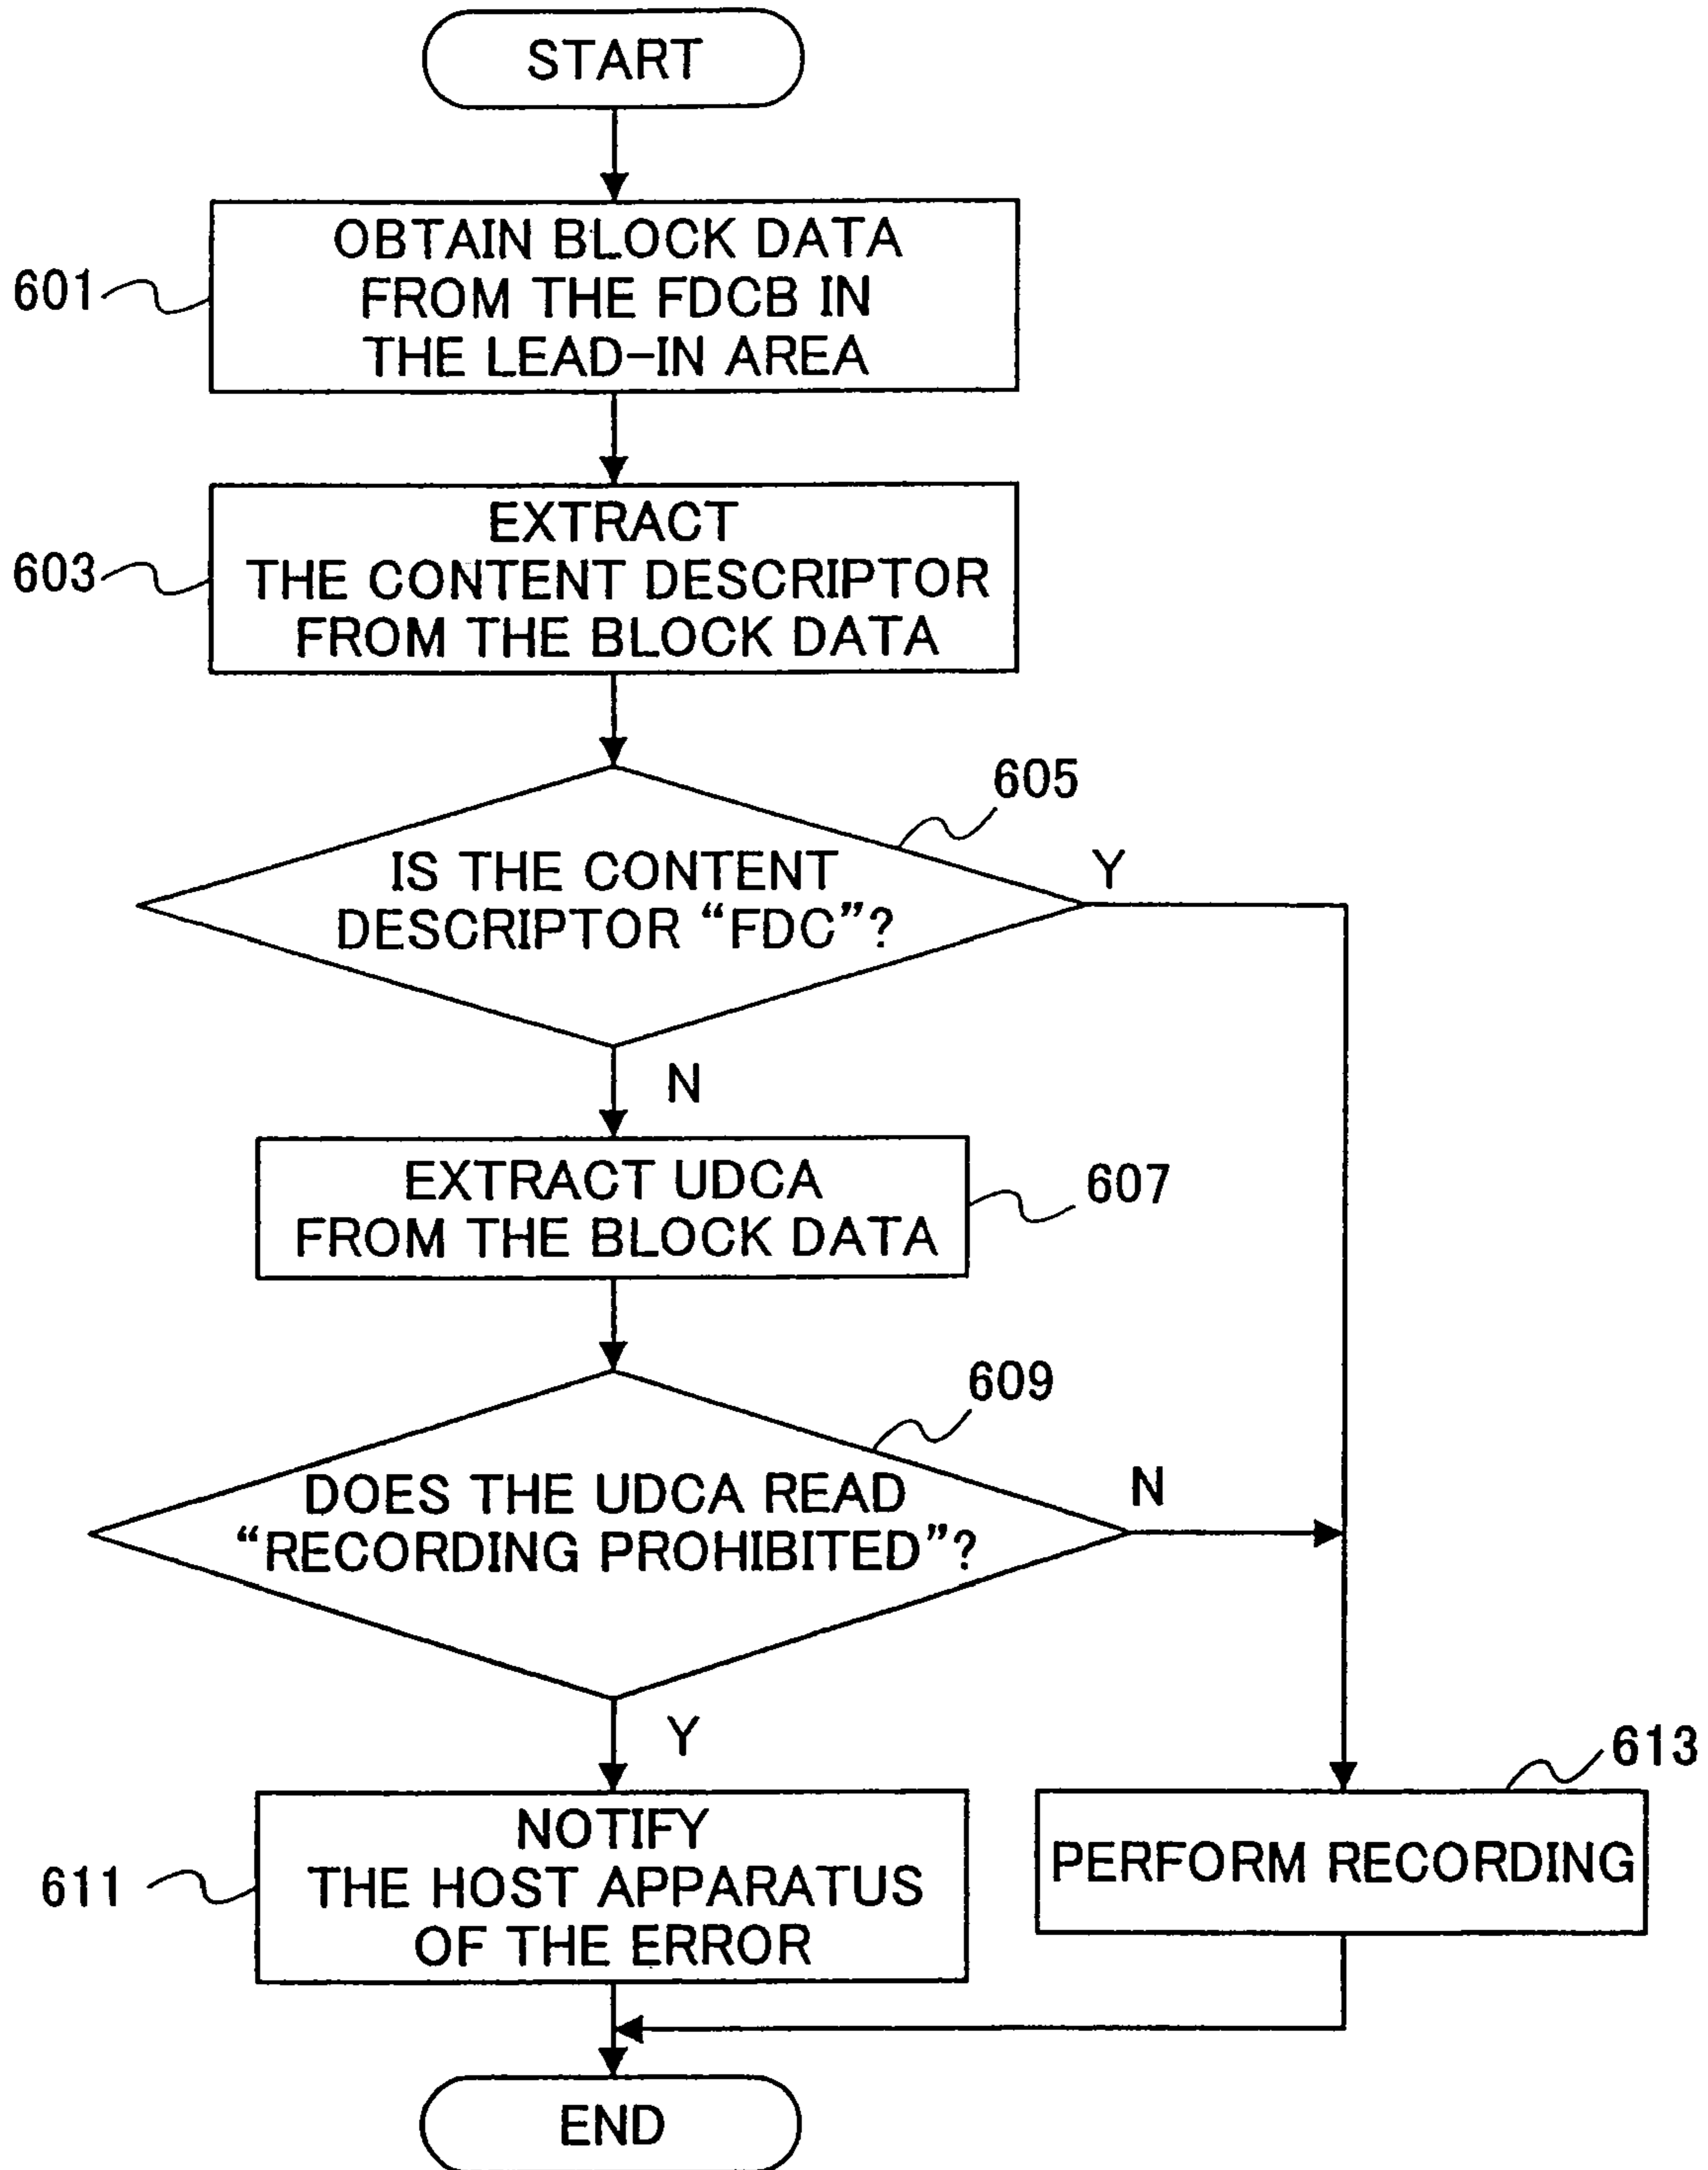 START
601
OBTAIN BLOCK DATA
FROM THE FDCB IN
THE LEAD-IN AREA
603
EXTRACT
THE CONTENT DESCRIPTOR
FROM THE BLOCK DATA
605
IS THE CONTENT
DESCRIPTOR “FDC”?
Y
N
EXTRACT UDCA
FROM THE BLOCK DATA
607
609
DOES THE UDCA READ
“RECORDING PROHIBITED”?
N
Y
611
NOTIFY
THE HOST APPARATUS
OF THE ERROR
613
PERFORM RECORDING
END